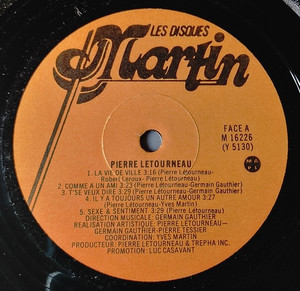 LES DISQUES
Martin
FACE A
M 16226
(Y 5130)
MAPL
PIERRE LETOURNEAU
1. LA VIE DE VILLE 3:16 (Pierre Létourneau-
Robert Leroux- Pierre Létourneau)
2. COMME A UN AMI 3:23 (Pierre Létourneau-Germain Gauthier)
3. T'SE VEUX DIRE 3:29 (Pierre Létourneau-Germain Gauthier)
4. IL Y A TOUJOURS UN AUTRE AMOUR 3:27
(Pierre Létourneau-Yves Martin)
5. SEXE & SENTIMENT 3:29 (Pierre Létourneau)
DIRECTION MUSICALE: GERMAIN GAUTHIER
REALISATION ARTISTIQUE: PIERRE LETOURNEAU—
GERMAIN GAUTHIER-PIERRE TESSIER
COORDINATION: YVES MARTIN
PRODUCTEUR: PIERRE LETOURNEAU & TREPHA INC.
PROMOTION: LUC CASAVANT